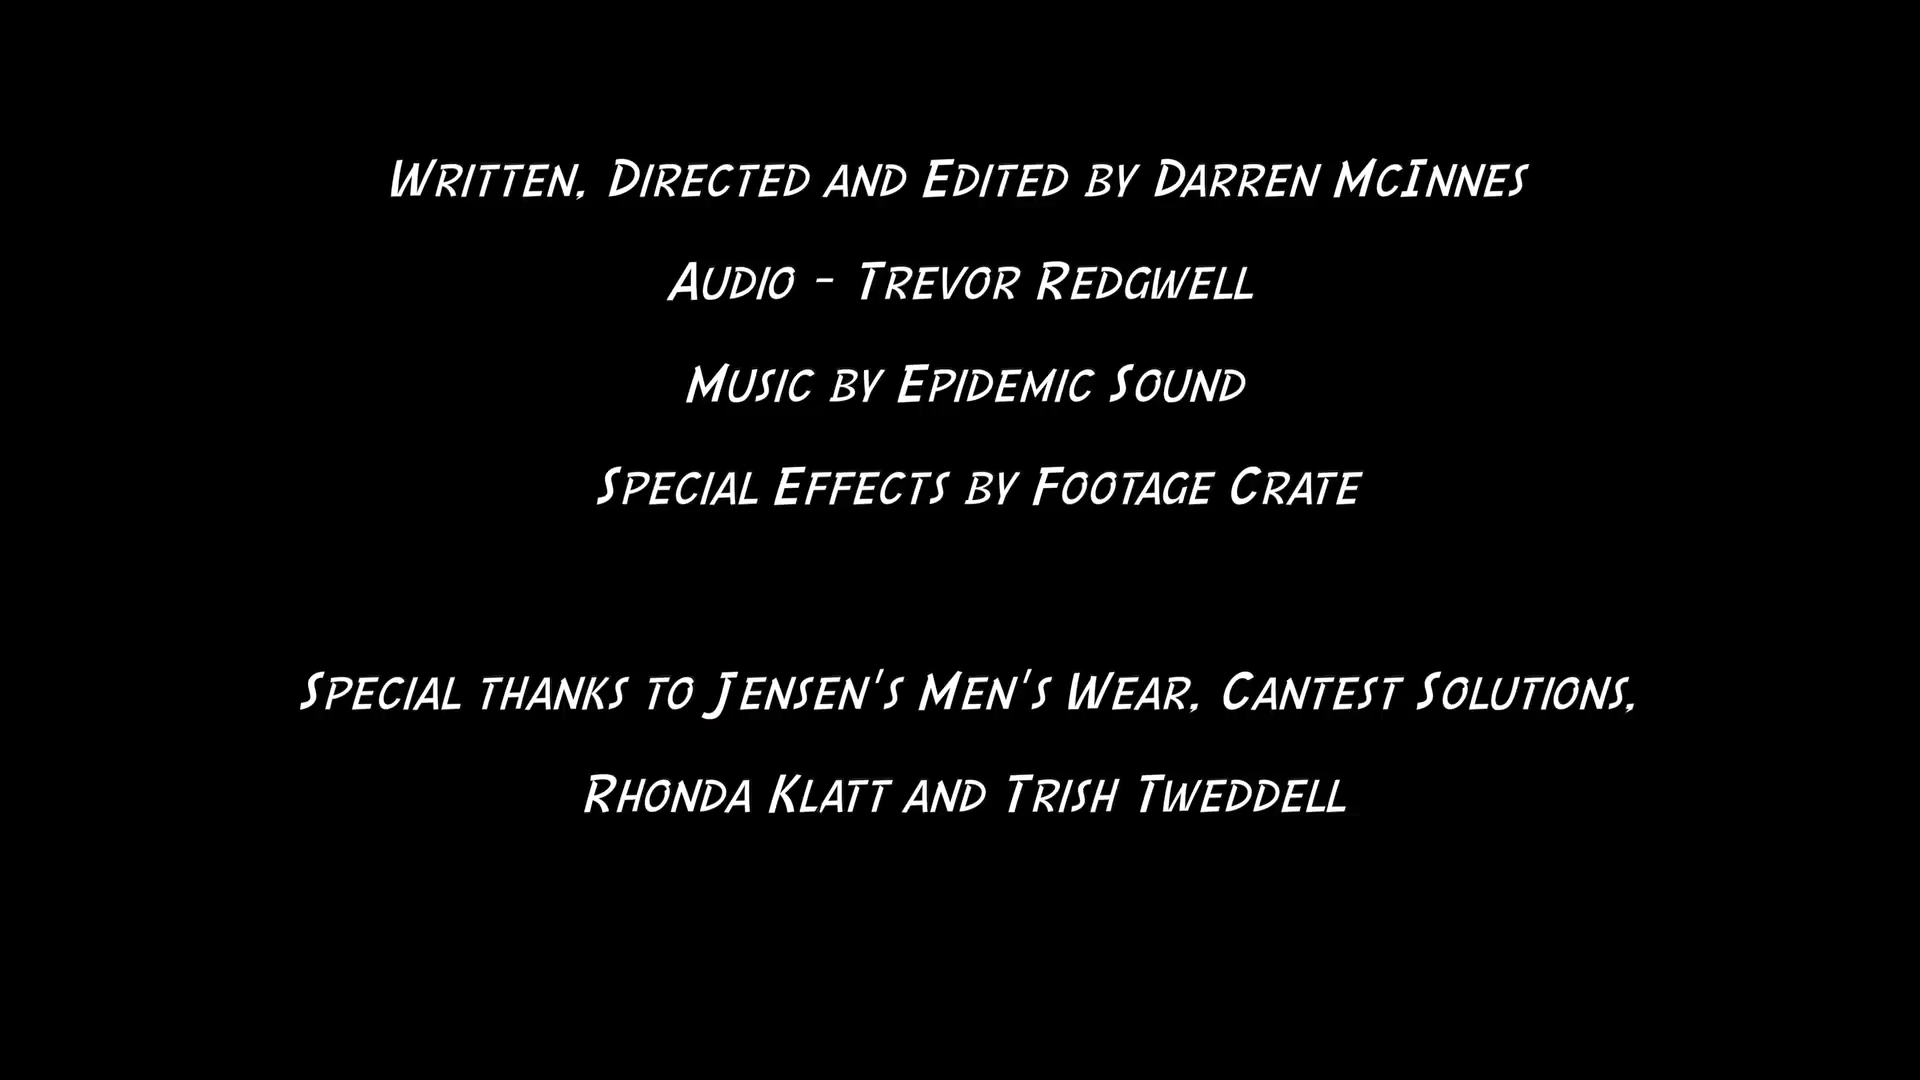 Written, Directed and Edited by Darren McInnes
Audio - Trevor Redgwell
Music by Epidemic Sound
Special Effects by Footage Crate
Special thanks to Jensen's Men's Wear, Cantest Solutions,
Rhonda Klatt and Trish Tweddell